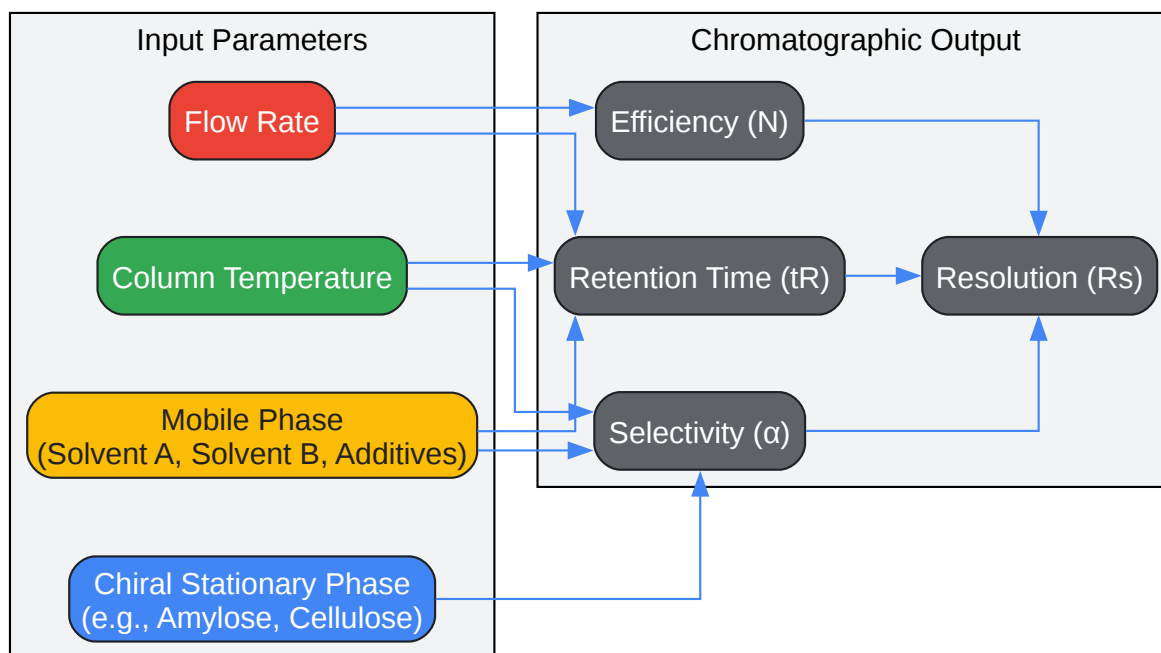 Input Parameters
Flow Rate
Column Temperature
Mobile Phase
(Solvent A, Solvent B, Additives)
Chiral Stationary Phase
(e.g., Amylose, Cellulose)
Chromatographic Output
Efficiency (N)
Retention Time (tR)
Resolution (Rs)
Selectivity (α)